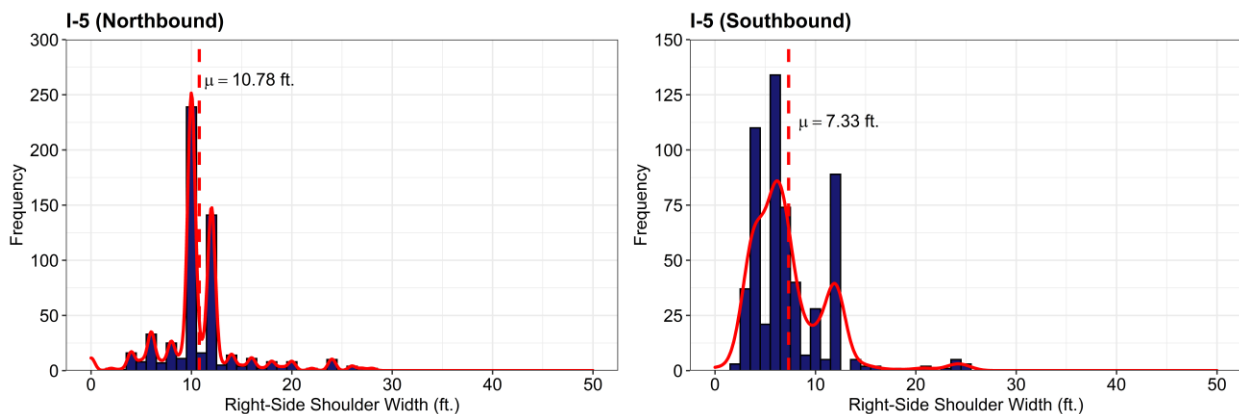 I-5 (Northbound)
300
250
200
150
100
50
0
Frequency
μ = 10.78 ft.
0 10 20 30 40 50
Right-Side Shoulder Width (ft.)
I-5 (Southbound)
150
125
100
75
50
25
0
Frequency
μ = 7.33 ft.
0 10 20 30 40 50
Right-Side Shoulder Width (ft.)